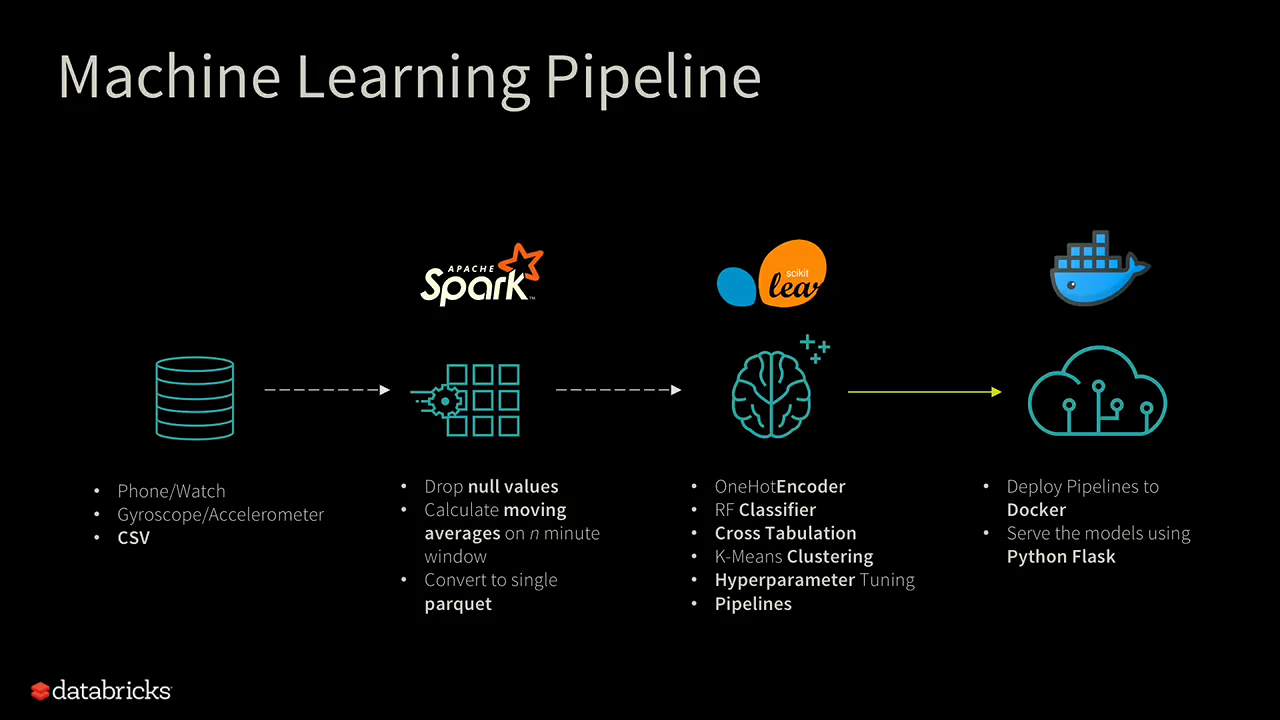 Machine Learning Pipeline
APACHE
Spark™
scikit
lear
• Phone/Watch
• Gyroscope/Accelerometer
• CSV
• Drop null values
• Calculate moving
averages on n minute
window
• Convert to single
parquet
• OneHotEncoder
• RF Classifier
• Cross Tabulation
• K-Means Clustering
• Hyperparameter Tuning
• Pipelines
• Deploy Pipelines to
Docker
• Serve the models using
Python Flask
databricks